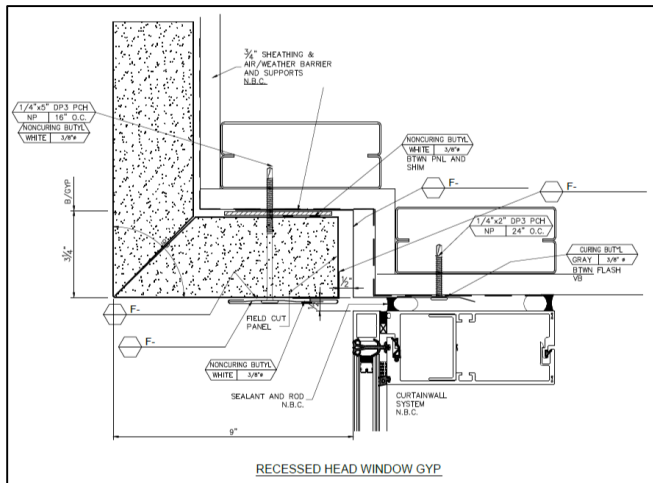 3/4" SHEATHING &
AIR/WEATHER BARRIER
AND SUPPORTS
N.B.C.
1/4"x5" DP3 PCH
NP 16" O.C.
NONCURING BUTYL
WHITE 3/8"ø
NONCURING BUTYL
WHITE 3/8"ø
BTWN PNL AND
SHIM
F-
F-
B/GYP
3/4"
1/4"x2" DP3 PCH
NP 24" O.C.
CURING BUTYL
GRAY 3/8"ø
BTWN FLASH
VB
1/2"
F-
FIELD CUT
PANEL
F-
NONCURING BUTYL
WHITE 3/8"ø
SEALANT AND ROD
N.B.C.
CURTAINWALL
SYSTEM
N.B.C.
9"
RECESSED HEAD WINDOW GYP